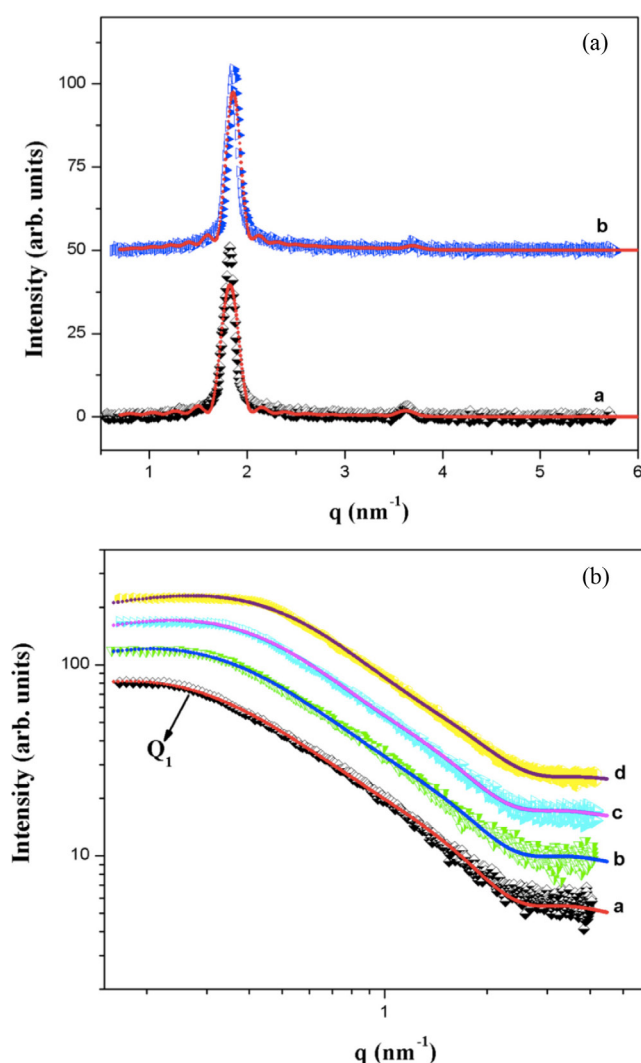 (a)
100
75
50
25
0
b
a
Intensity (arb. units)
1 2 3 4 5 6
q (nm-1)
(b)
100
10
Q1
d
c
b
a
Intensity (arb. units)
1
q (nm-1)